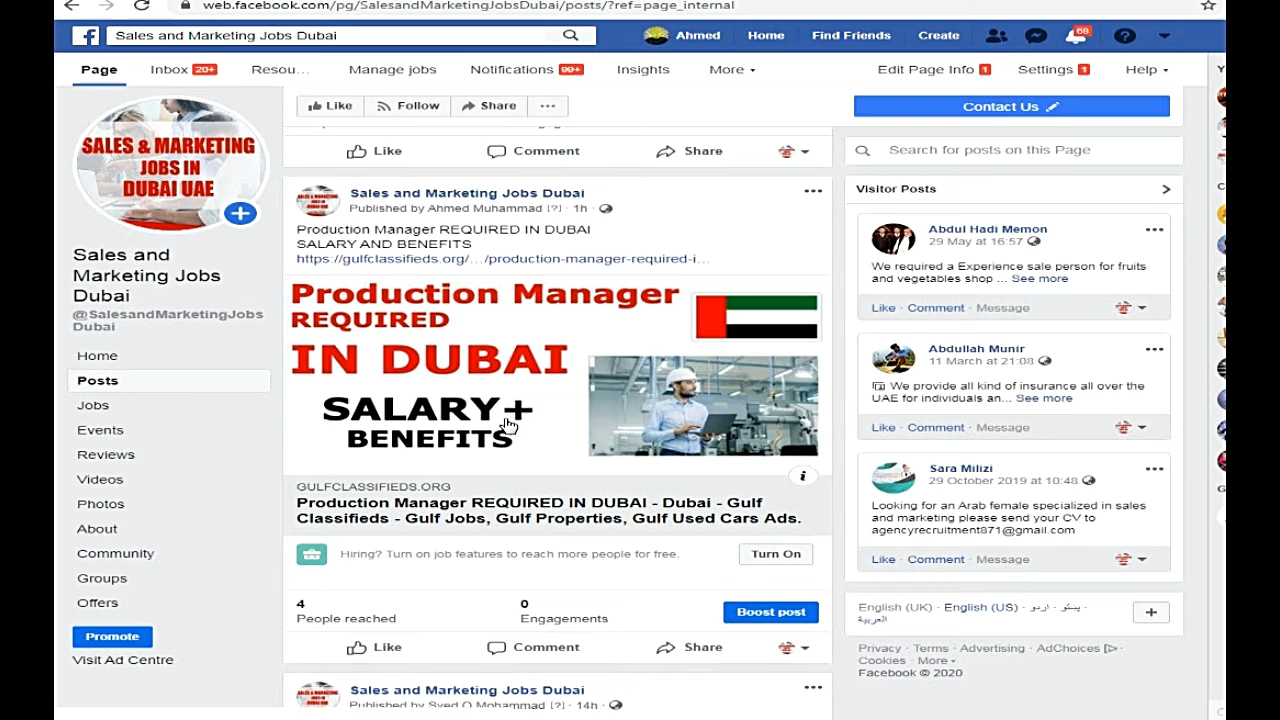 web.facebook.com/pg/SalesandMarketingJobsDubai/posts/?ref=page_internal
Sales and Marketing Jobs Dubai
Ahmed
Home
Find Friends
Create
68
Page
Inbox 20+
Resou...
Manage jobs
Notifications 99+
Insights
More
Edit Page Info 1
Settings 1
Help
SALES & MARKETING
JOBS IN
DUBAI UAE
Sales and
Marketing Jobs
Dubai
@SalesandMarketingJobs
Dubai
Home
Posts
Jobs
Events
Reviews
Videos
Photos
About
Community
Groups
Offers
Promote
Visit Ad Centre
Like
Follow
Share
...
Like
Comment
Share
Sales and Marketing Jobs Dubai
Published by Ahmed Muhammad [?] · 1h ·
Production Manager REQUIRED IN DUBAI
SALARY AND BENEFITS
https://gulfclassifieds.org/.../production-manager-required-i...
Production Manager
REQUIRED
IN DUBAI
SALARY+
BENEFITS
i
GULFCLASSIFIEDS.ORG
Production Manager REQUIRED IN DUBAI - Dubai - Gulf
Classifieds - Gulf Jobs, Gulf Properties, Gulf Used Cars Ads.
Hiring? Turn on job features to reach more people for free.
Turn On
4
People reached
0
Engagements
Boost post
Like
Comment
Share
SALES & MARKETING
Sales and Marketing Jobs Dubai
Published by Syed O Mohammad [?] · 14h ·
Contact Us
Search for posts on this Page
Visitor Posts
Abdul Hadi Memon
29 May at 16:57
We required a Experience sale person for fruits
and vegetables shop ... See more
Like · Comment · Message
Abdullah Munir
11 March at 21:08
We provide all kind of insurance all over the
UAE for individuals an... See more
Like · Comment · Message
Sara Milizi
29 October 2019 at 10:48
Looking for an Arab female specialized in sales
and marketing please send your CV to
agencyrecruitment871@gmail.com
Like · Comment · Message
English (UK) · English (US) · اردو · پښتو ·
العربية
Privacy · Terms · Advertising · AdChoices ·
Cookies · More
Facebook © 2020